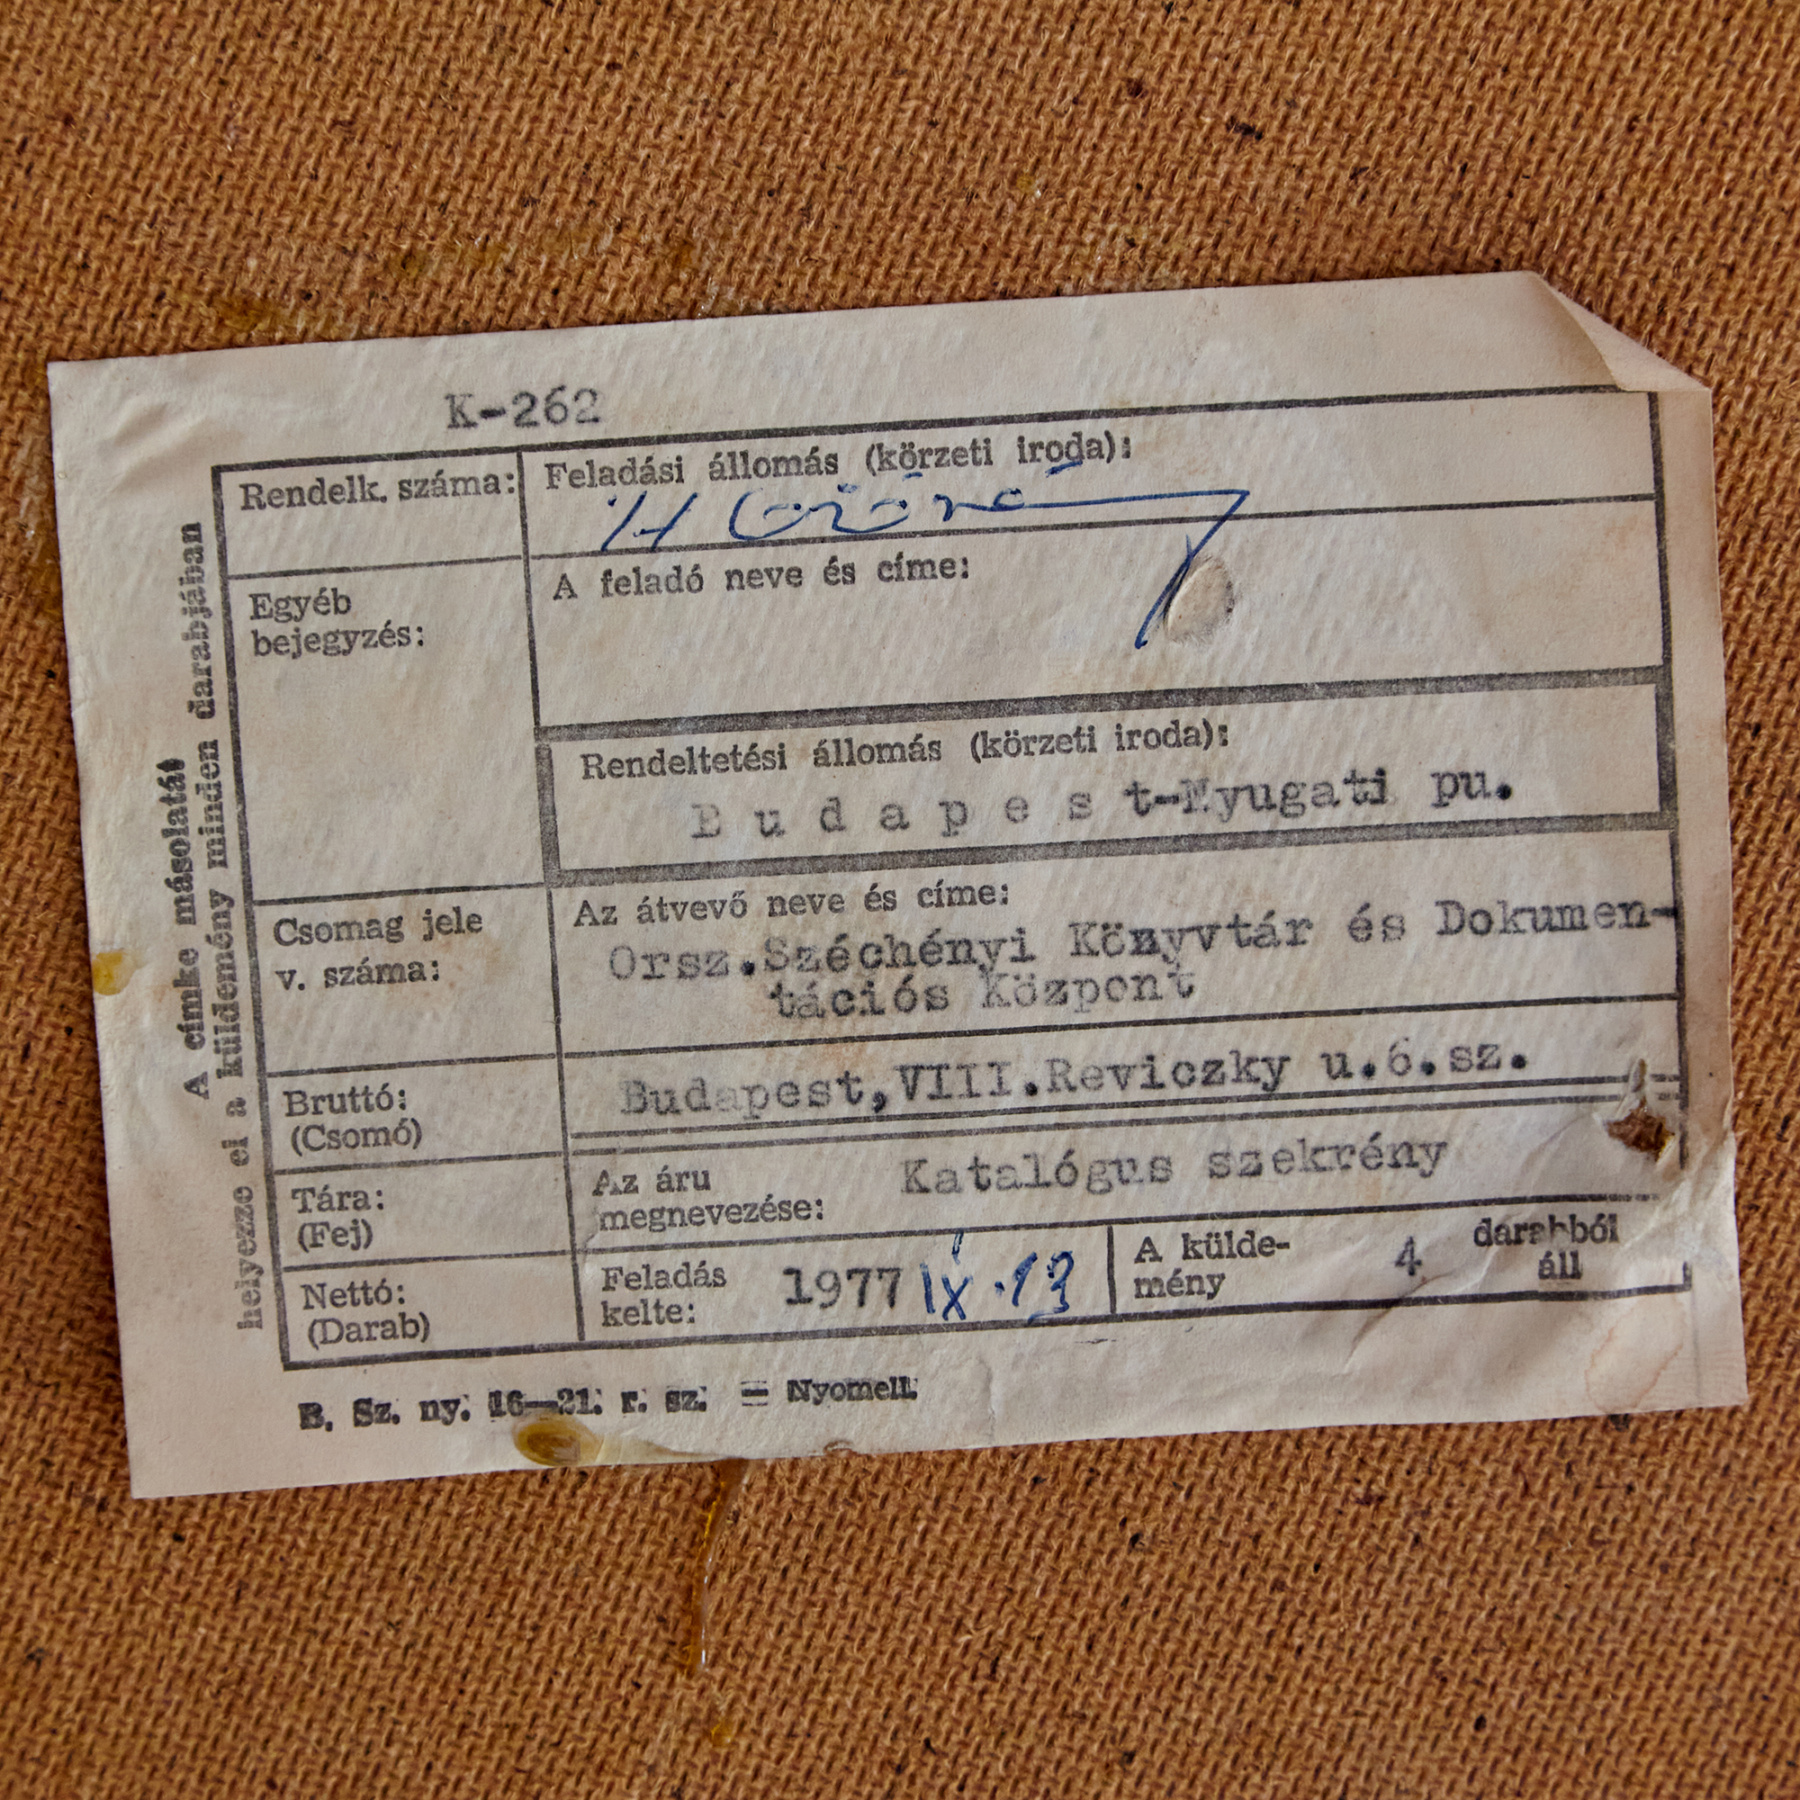 K-262
Rendelk. száma:
Feladási állomás (körzeti iroda):
Egyéb
bejegyzés:
A feladó neve és címe:
Rendeltetési állomás (körzeti iroda):
B u d a p e s t-Nyugati pu.
Csomag jele
v. száma:
Az átvevő neve és címe:
Orsz.Széchényi Könyvtár és Dokumen-
tációs Központ
Budapest,VIII.Reviczky u.6.sz.
Bruttó:
(Csomó)
Tára:
(Fej)
Az áru
megnevezése:
Katalógus szekrény
Nettó:
(Darab)
Feladás
kelte:
1977 IX.13
A külde-
mény
4
darabból
áll
A címke másolatát
helyezze el a küldemény minden darabjában
B. Sz. ny. 16—21. r. sz. — Nyomell.